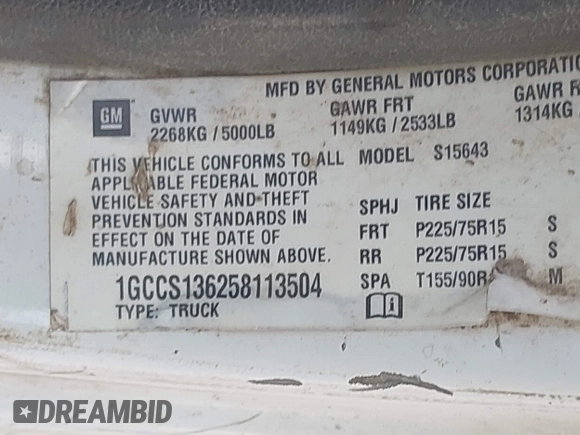 MFD BY GENERAL MOTORS CORPORATION
GM GVWR GAWR FRT GAWR
2268KG / 5000LB 1149KG / 2533LB 1314KG
THIS VEHICLE CONFORMS TO ALL MODEL S15643
APPLICABLE FEDERAL MOTOR
VEHICLE SAFETY AND THEFT SPHJ TIRE SIZE
PREVENTION STANDARDS IN FRT P225/75R15 S
EFFECT ON THE DATE OF RR P225/75R15 S
MANUFACTURE SHOWN ABOVE. SPA T155/90R M
1GCCS136258113504
TYPE: TRUCK
DREAMBID